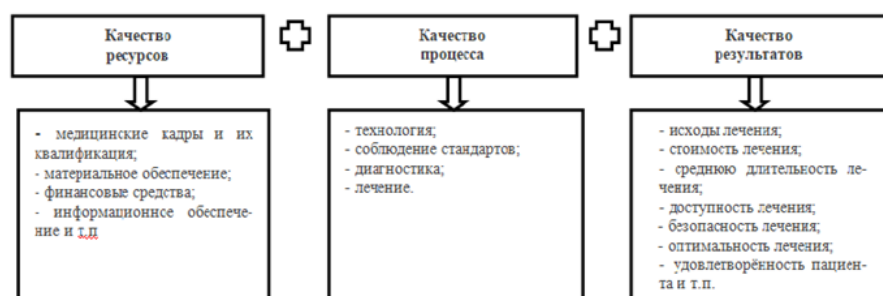 Качество
ресурсов
Качество
процесса
Качество
результатов
- медицинские кадры и их
квалификация;
- материальное обеспечение;
- финансовые средства;
- информационнсе обеспече-
ние и т.п
- технология;
- соблюдение стандартов;
- диагностика;
- лечение.
- исходы лечения;
- стоимость лечения;
- среднюю длительность ле-
чения;
- доступность лечения;
- безопасность лечения;
- оптимальность лечения;
- удовлетворённость пациен-
та и т.п.